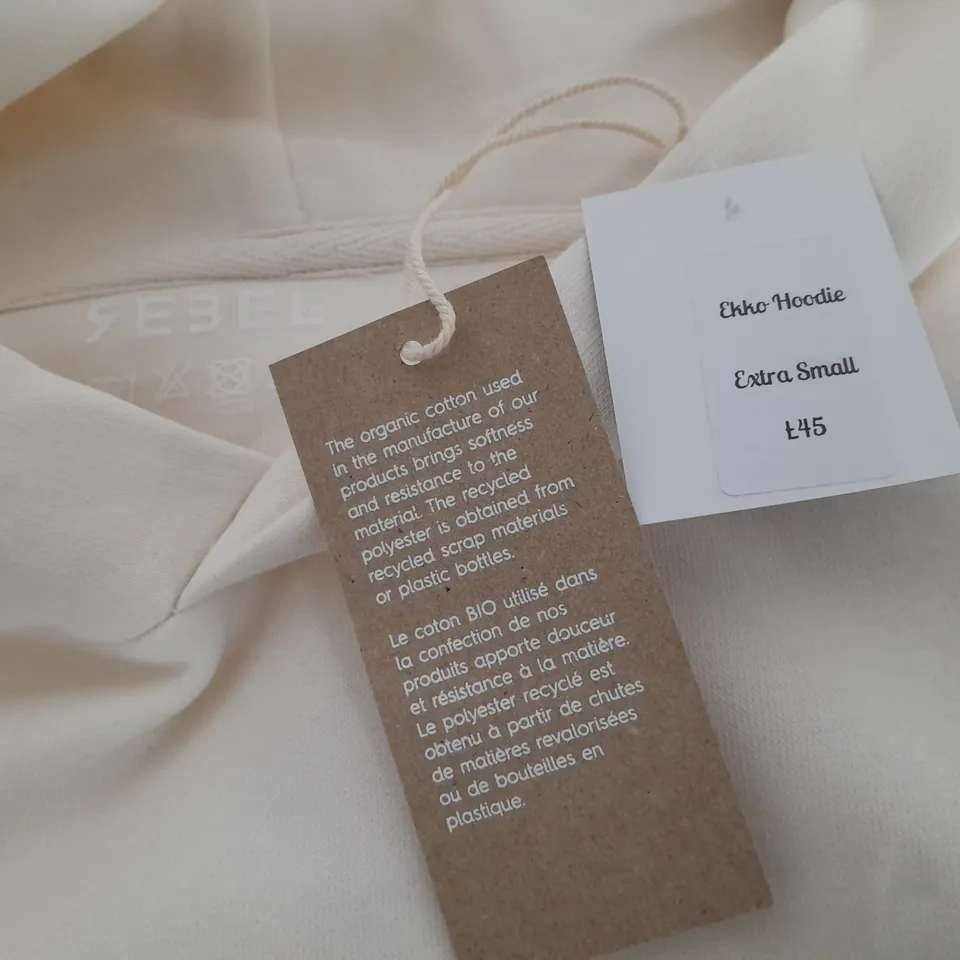 REBEL
Ekko Hoodie
Extra Small
£45
The organic cotton used
in the manufacture of our
products brings softness
and resistance to the
material. The recycled
polyester is obtained from
recycled scrap materials
or plastic bottles.
Le coton BIO utilisé dans
la confection de nos
produits apporte douceur
et résistance à la matière.
Le polyester recyclé est
obtenu à partir de chutes
de matières revalorisées
ou de bouteilles en
plastique.